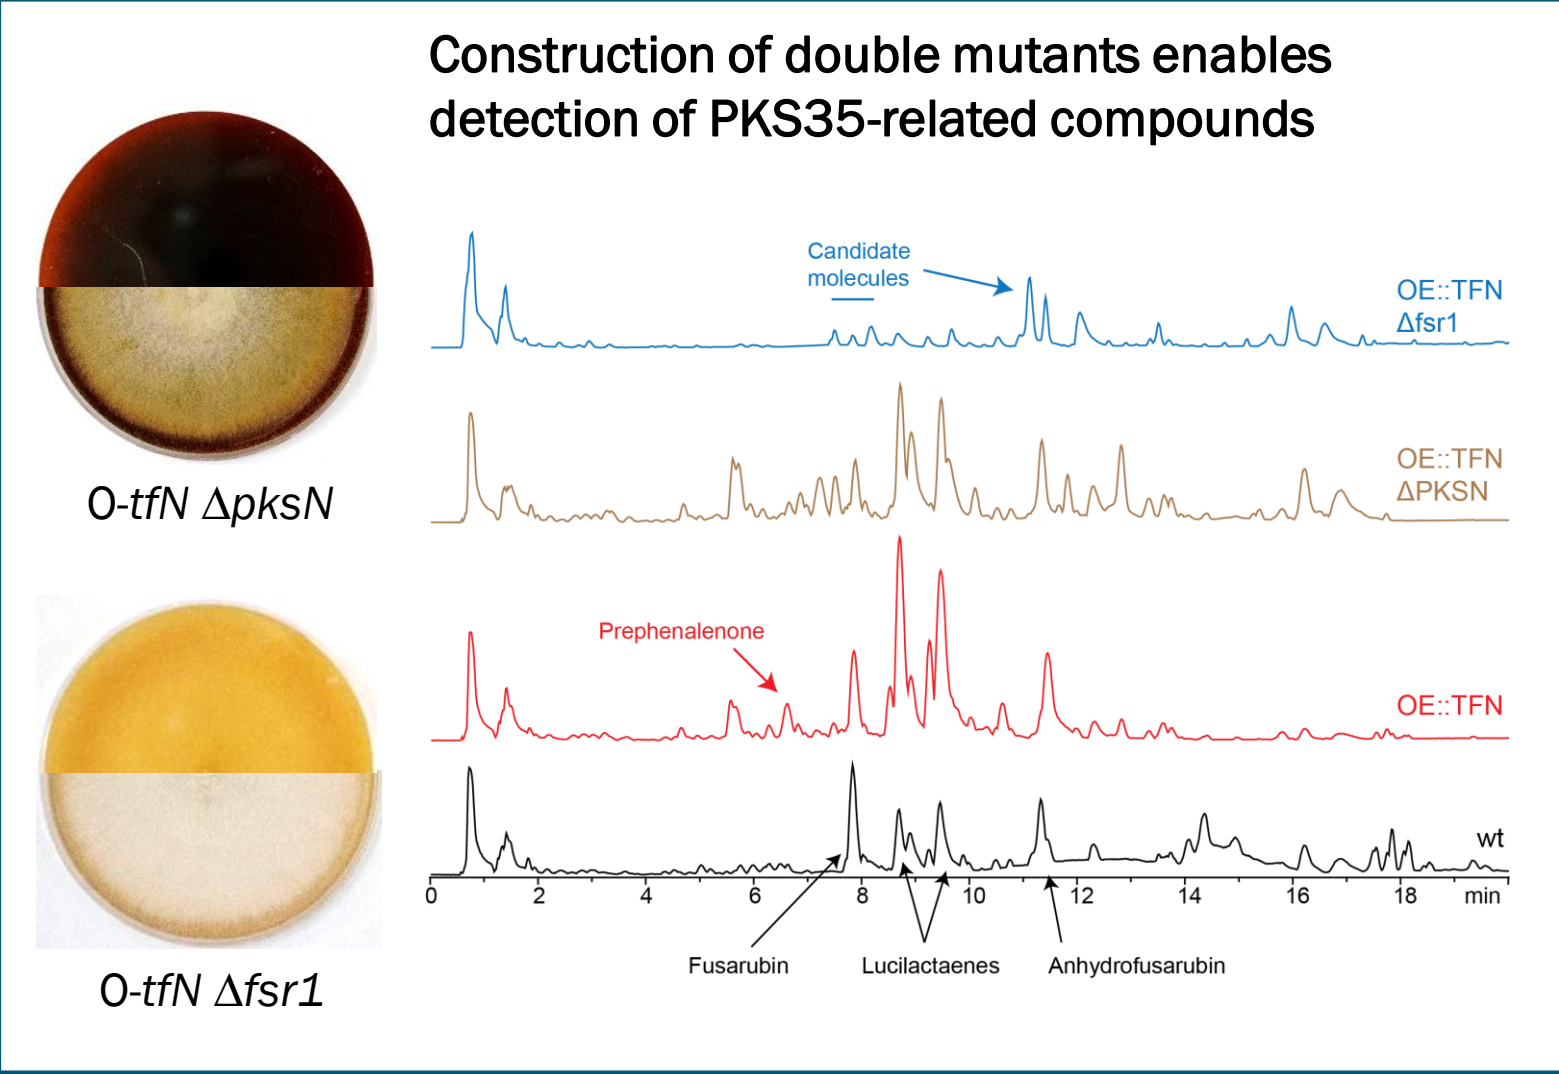 Construction of double mutants enables
detection of PKS35-related compounds
O-tfN ΔpksN
O-tfN Δfsr1
Candidate
molecules
OE::TFN
Δfsr1
OE::TFN
ΔPKSN
Prephenalenone
OE::TFN
wt
0 2 4 6 8 10 12 14 16 18 min
Fusarubin Lucilactaenes Anhydrofusarubin